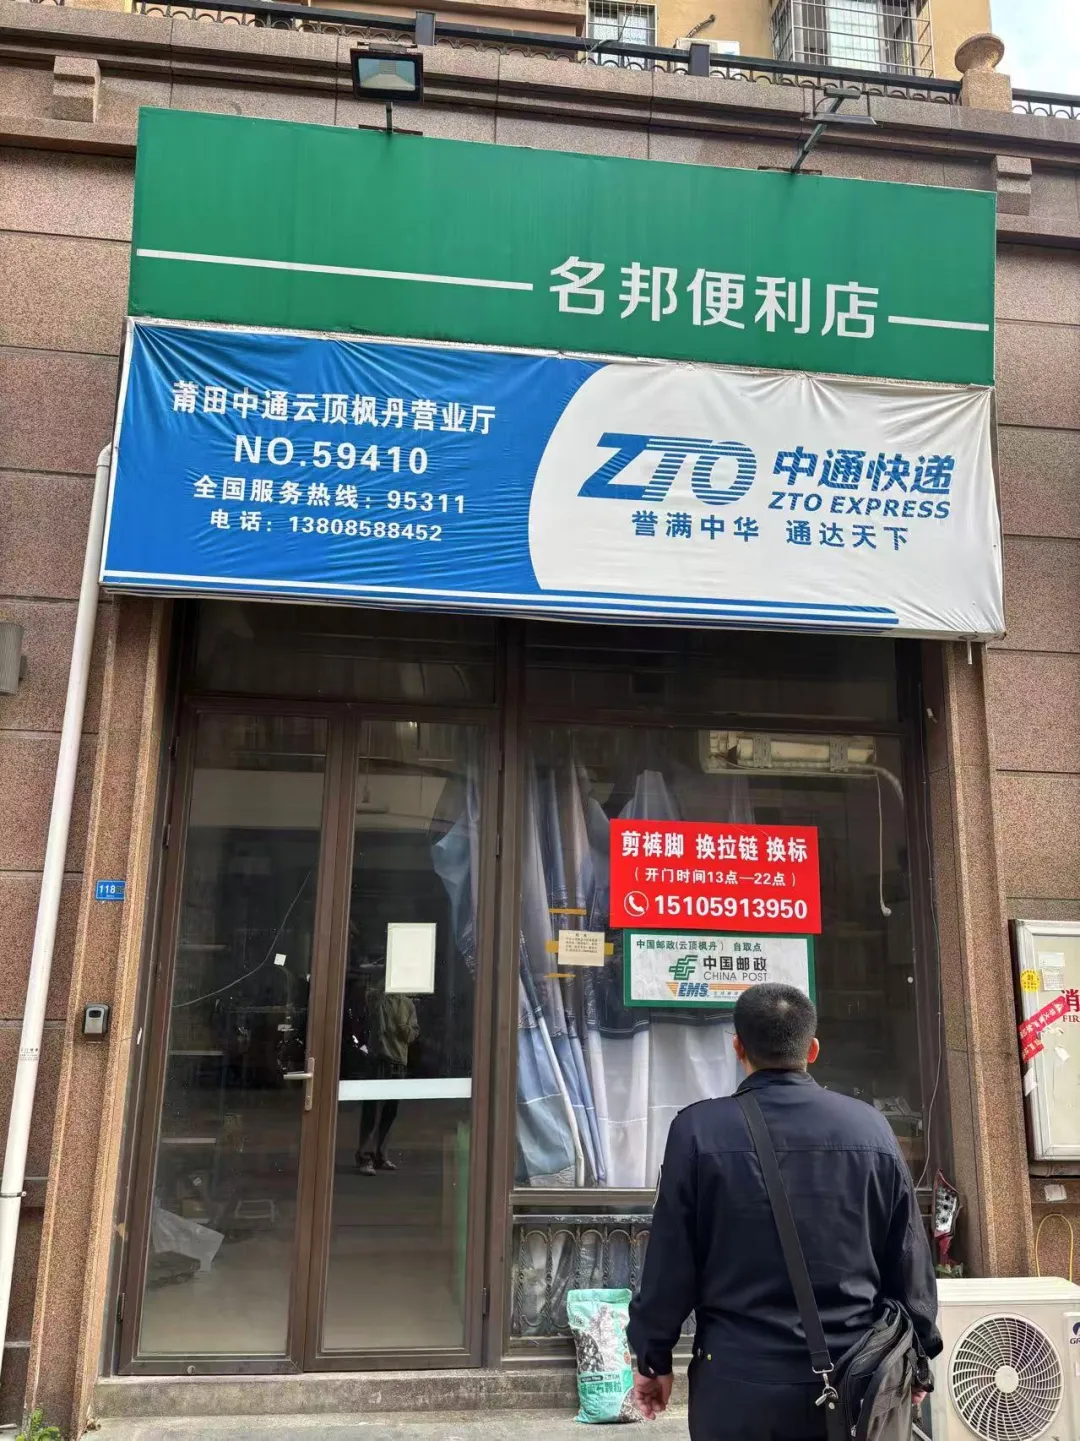 名邦便利店
莆田中通云顶枫丹营业厅
NO.59410
全国服务热线：95311
电话：13808588452
ZTO 中通快递
ZTO EXPRESS
誉满中华 通达天下
剪裤脚 换拉链 换标
（开门时间13点—22点）
15105913950
中国邮政(云顶枫丹) 自取点
中国邮政
CHINA POST
EMS
118